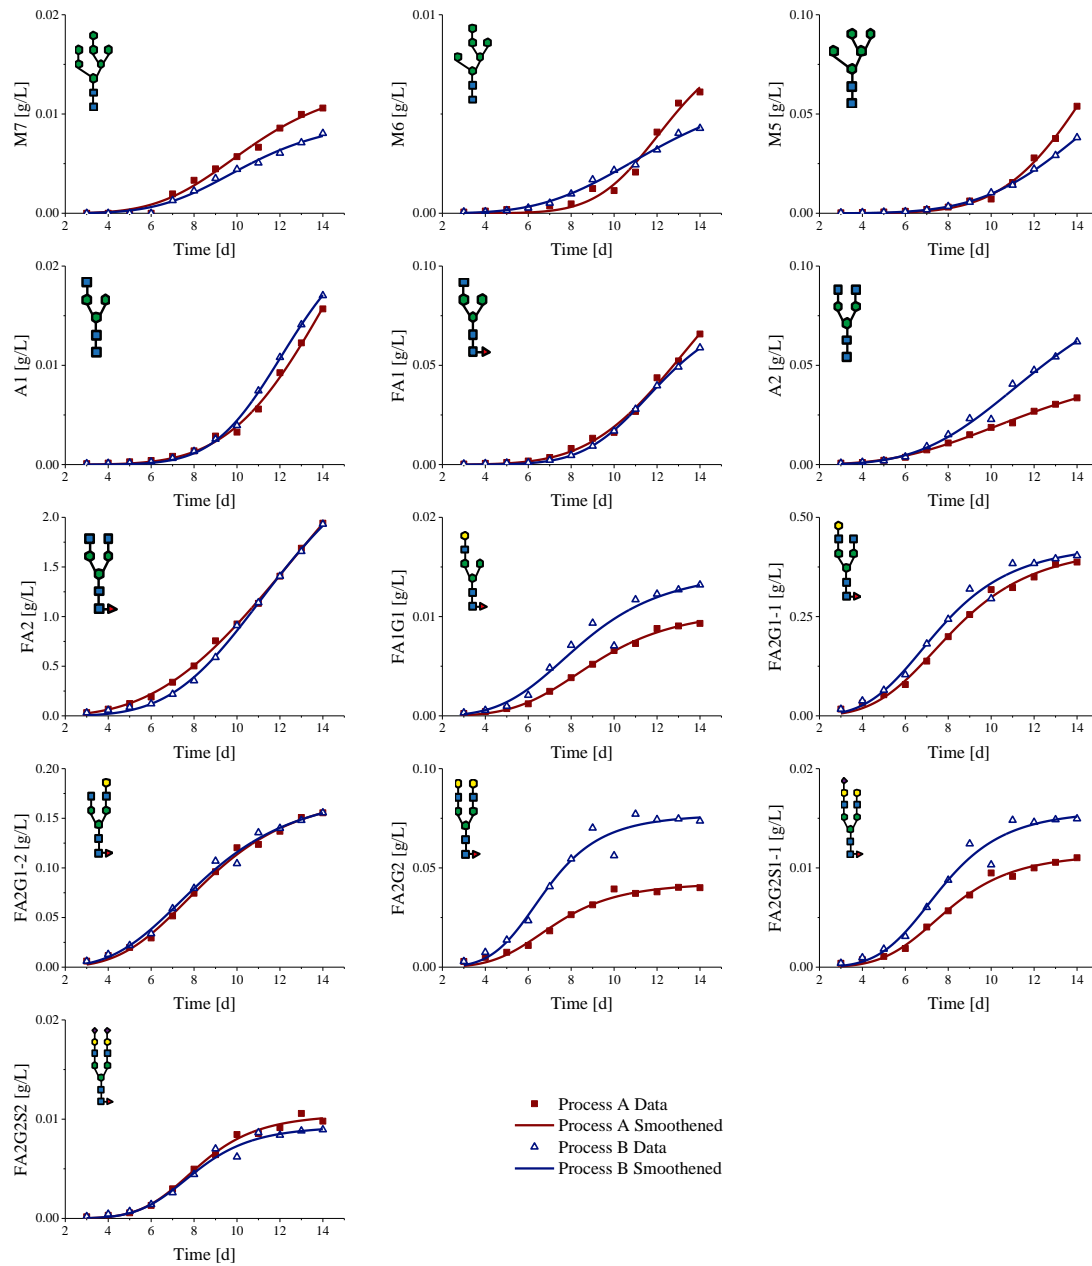 M7 [g/L]
0.02
0.01
0.00
2 4 6 8 10 12 14
Time [d]
M6 [g/L]
0.01
0.00
2 4 6 8 10 12 14
Time [d]
M5 [g/L]
0.10
0.05
0.00
2 4 6 8 10 12 14
Time [d]
A1 [g/L]
0.02
0.01
0.00
2 4 6 8 10 12 14
Time [d]
FA1 [g/L]
0.10
0.05
0.00
2 4 6 8 10 12 14
Time [d]
A2 [g/L]
0.10
0.05
0.00
2 4 6 8 10 12 14
Time [d]
FA2 [g/L]
2.0
1.5
1.0
0.5
0.0
2 4 6 8 10 12 14
Time [d]
FA1G1 [g/L]
0.02
0.01
0.00
2 4 6 8 10 12 14
Time [d]
FA2G1-1 [g/L]
0.50
0.25
0.00
2 4 6 8 10 12 14
Time [d]
FA2G1-2 [g/L]
0.20
0.15
0.10
0.05
0.00
2 4 6 8 10 12 14
Time [d]
FA2G2 [g/L]
0.10
0.05
0.00
2 4 6 8 10 12 14
Time [d]
FA2G2S1-1 [g/L]
0.02
0.01
0.00
2 4 6 8 10 12 14
Time [d]
FA2G2S2 [g/L]
0.02
0.01
0.00
2 4 6 8 10 12 14
Time [d]
Process A Data
Process A Smoothened
Process B Data
Process B Smoothened